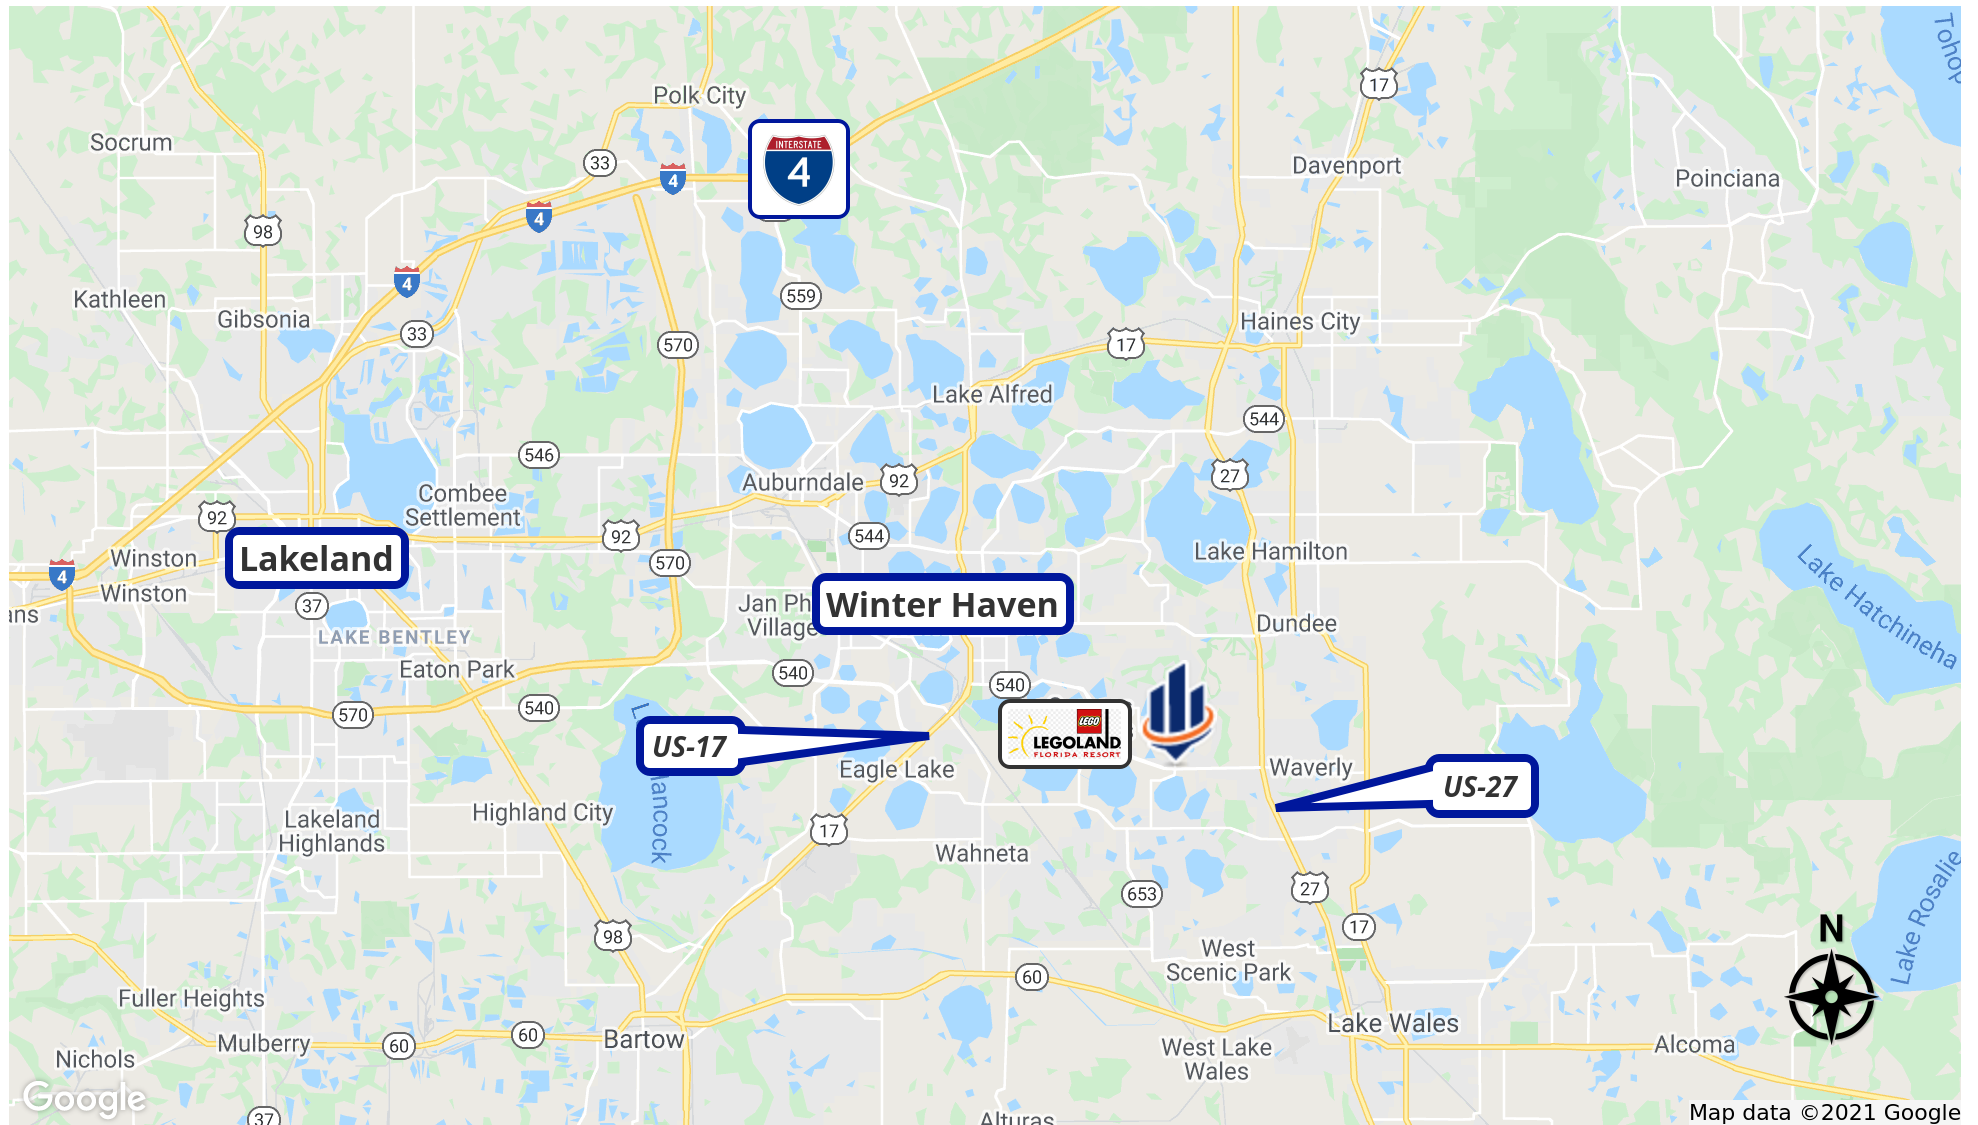 Tohop
17
Polk City
Socrum
INTERSTATE
4
33
Davenport
4
Poinciana
4
98
4
559
Kathleen
Gibsonia
Haines City
33
570
17
Lake Alfred
544
546
Auburndale
92
27
Combee
Settlement
92
92
544
Lake Hamilton
Lakeland
Winston
4
570
Winston
Lake Hatchineha
37
Jan Ph
Village
Winter Haven
ans
LAKE BENTLEY
Dundee
Eaton Park
540
540
570
540
L
ancock
US-17
LEGO
LEGOLAND
FLORIDA RESORT
Eagle Lake
Waverly
US-27
Highland City
Lakeland
Highlands
17
Wahneta
27
653
Lake Rosalie
17
98
N
West
Scenic Park
60
Fuller Heights
Lake Wales
60
Bartow
Mulberry
60
Alcoma
Nichols
West Lake
Wales
Google
37
Alturas
Map data ©2021 Google